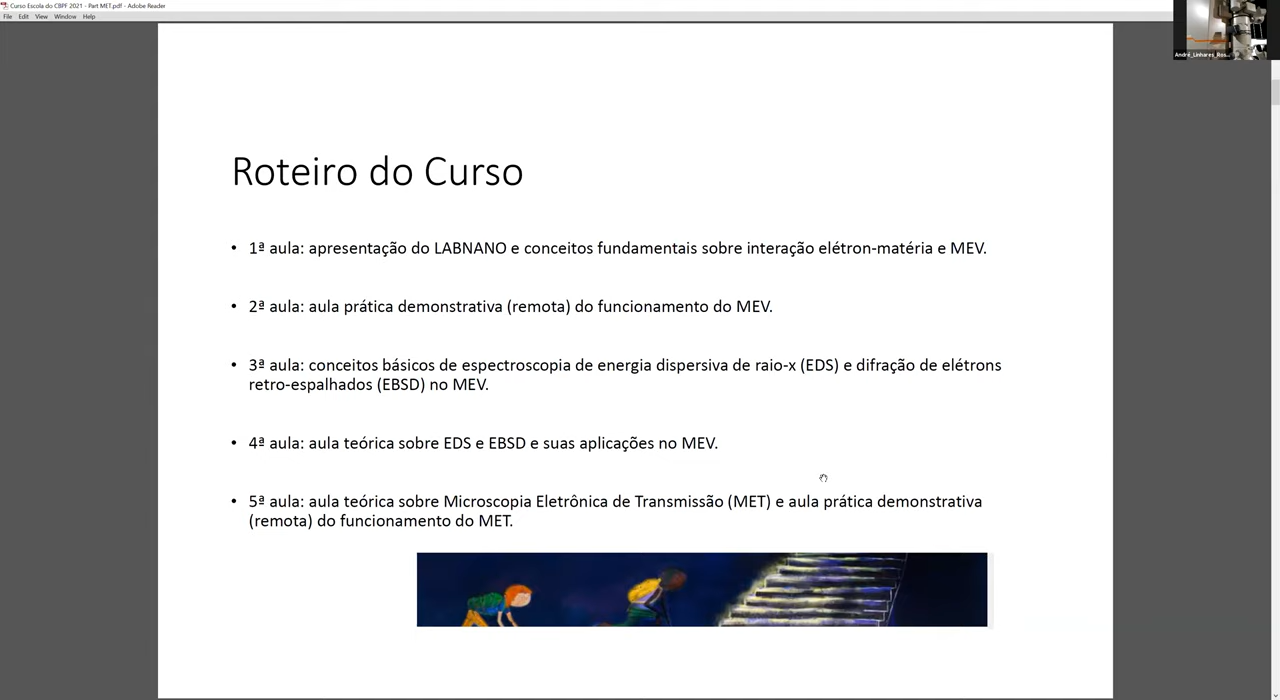 Curso Escola do CBPF 2021 - Part MET.pdf - Adobe Reader
File Edit View Window Help
André_Linhares_Ros...
Roteiro do Curso
• 1ª aula: apresentação do LABNANO e conceitos fundamentais sobre interação elétron-matéria e MEV.
• 2ª aula: aula prática demonstrativa (remota) do funcionamento do MEV.
• 3ª aula: conceitos básicos de espectroscopia de energia dispersiva de raio-x (EDS) e difração de elétrons
retro-espalhados (EBSD) no MEV.
• 4ª aula: aula teórica sobre EDS e EBSD e suas aplicações no MEV.
• 5ª aula: aula teórica sobre Microscopia Eletrônica de Transmissão (MET) e aula prática demonstrativa
(remota) do funcionamento do MET.